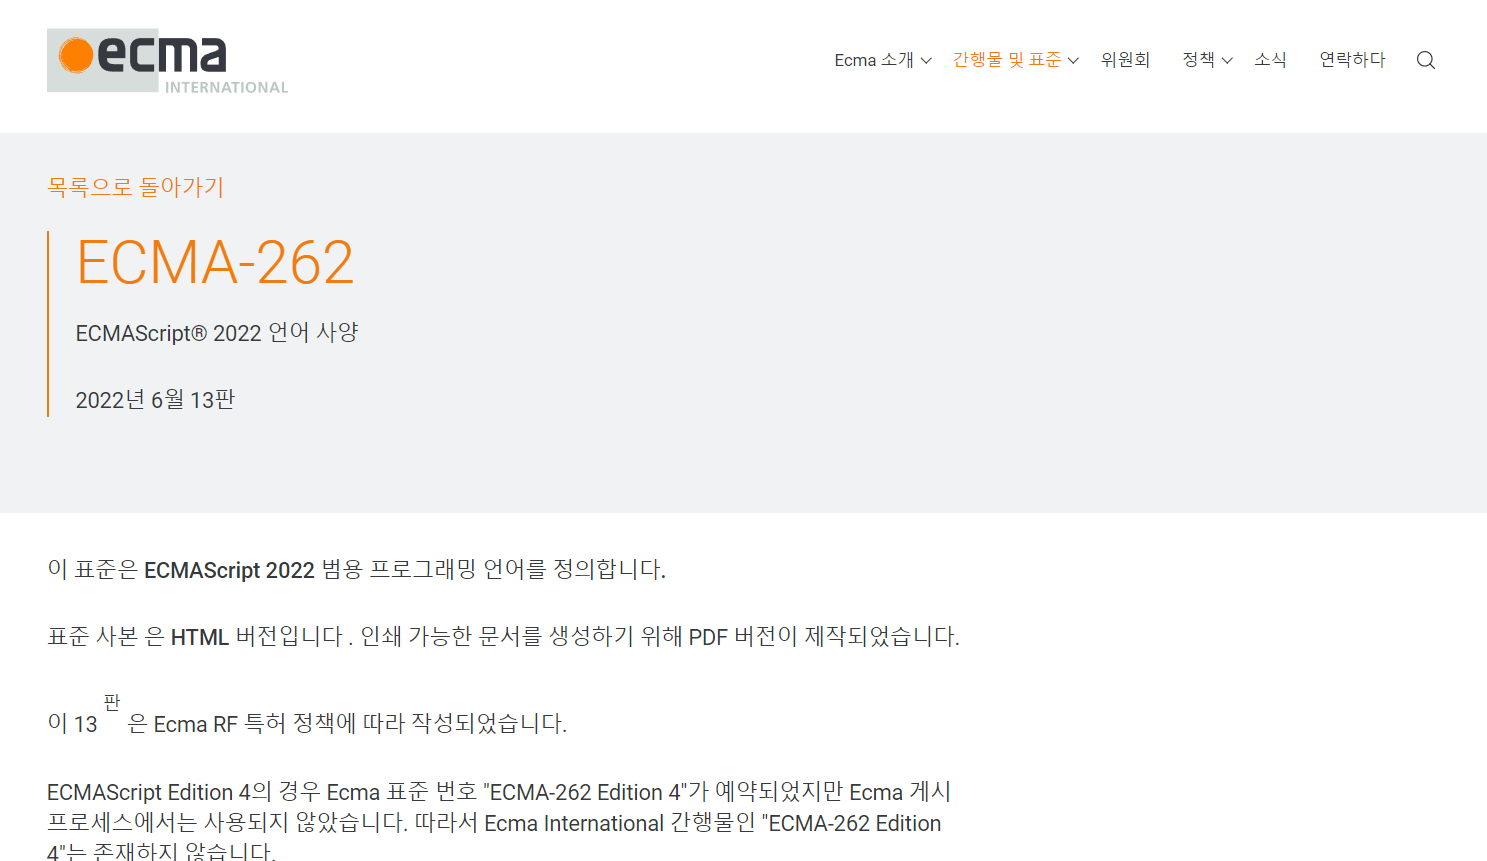 ecma
INTERNATIONAL
Ecma 소개 간행물 및 표준 위원회 정책 소식 연락하다
목록으로 돌아가기
ECMA-262
ECMAScript® 2022 언어 사양
2022년 6월 13판
이 표준은 ECMAScript 2022 범용 프로그래밍 언어를 정의합니다.
표준 사본 은 HTML 버전입니다 . 인쇄 가능한 문서를 생성하기 위해 PDF 버전이 제작되었습니다.
이 13 판 은 Ecma RF 특허 정책에 따라 작성되었습니다.
ECMAScript Edition 4의 경우 Ecma 표준 번호 "ECMA-262 Edition 4"가 예약되었지만 Ecma 게시
프로세스에서는 사용되지 않았습니다. 따라서 Ecma International 간행물인 "ECMA-262 Edition
4"는 존재하지 않습니다.